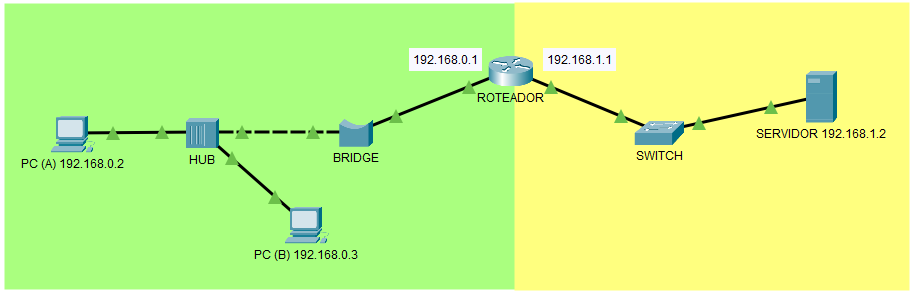 192.168.0.1
192.168.1.1
ROTEADOR
PC (A) 192.168.0.2
HUB
BRIDGE
SWITCH
SERVIDOR 192.168.1.2
PC (B) 192.168.0.3